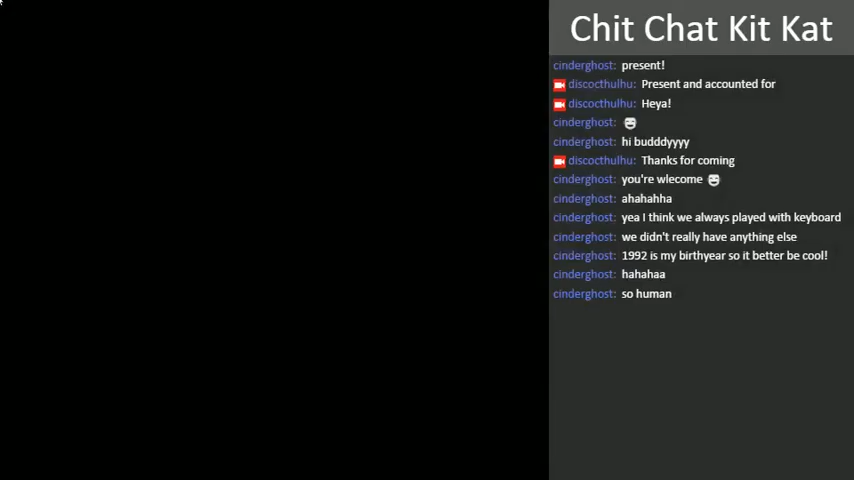 Chit Chat Kit Kat
cinderghost: present!
discocthulhu: Present and accounted for
discocthulhu: Heya!
cinderghost:
cinderghost: hi budddyyyy
discocthulhu: Thanks for coming
cinderghost: you're wlecome
cinderghost: ahahahha
cinderghost: yea I think we always played with keyboard
cinderghost: we didn't really have anything else
cinderghost: 1992 is my birthyear so it better be cool!
cinderghost: hahahaa
cinderghost: so human